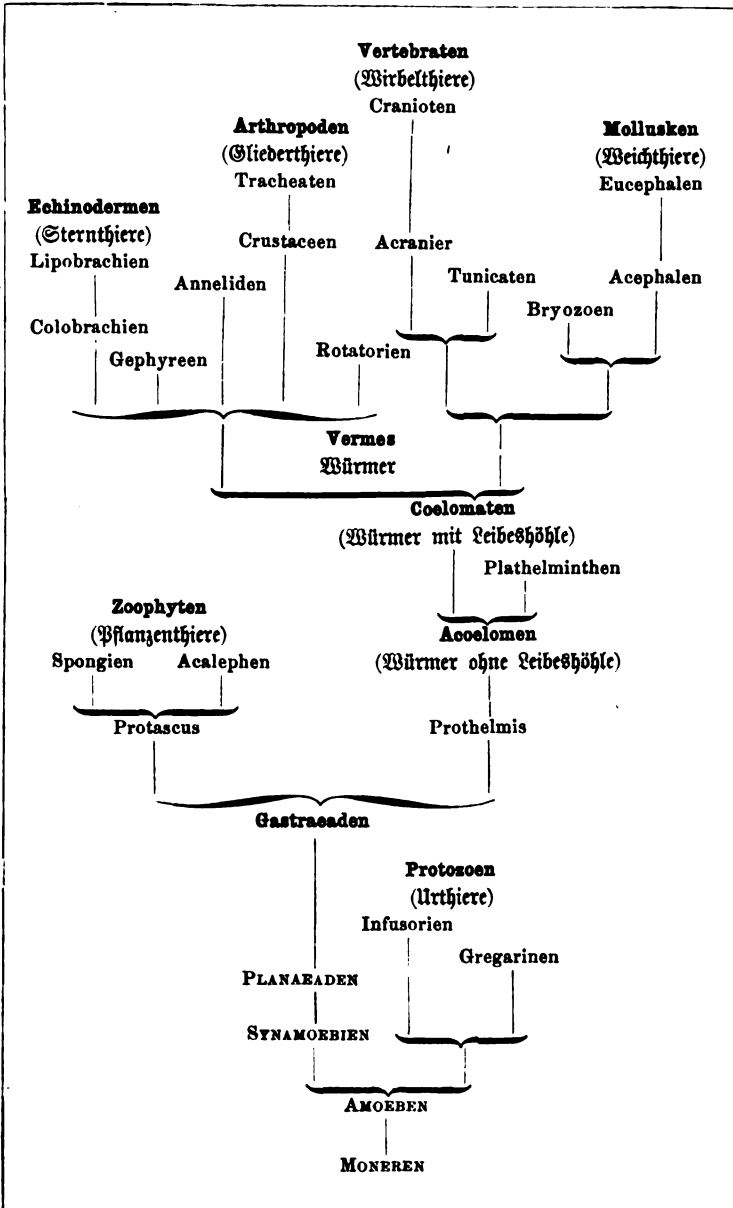 Vertebraten
(Wirbelthiere)
Cranioten
Arthropoden
(Gliederthiere)
Tracheaten
Mollusken
(Weichthiere)
Eucephalen
Echinodermen
(Sternthiere)
Lipobrachien
Crustaceen
Acranier
Anneliden
Tunicaten
Acephalen
Bryozoen
Colobrachien
Gephyreen
Rotatorien
Vermes
Würmer
Coelomaten
(Würmer mit Leibeshöhle)
Plathelminthen
Zoophyten
(Pflanzenthiere)
Spongien
Acalephen
Acoelomen
(Würmer ohne Leibeshöhle)
Protascus
Prothelmis
Gastraeaden
Protozoen
(Urthiere)
Infusorien
Gregarinen
PLANAEADEN
SYNAMOEBIEN
AMOEBEN
MONEREN